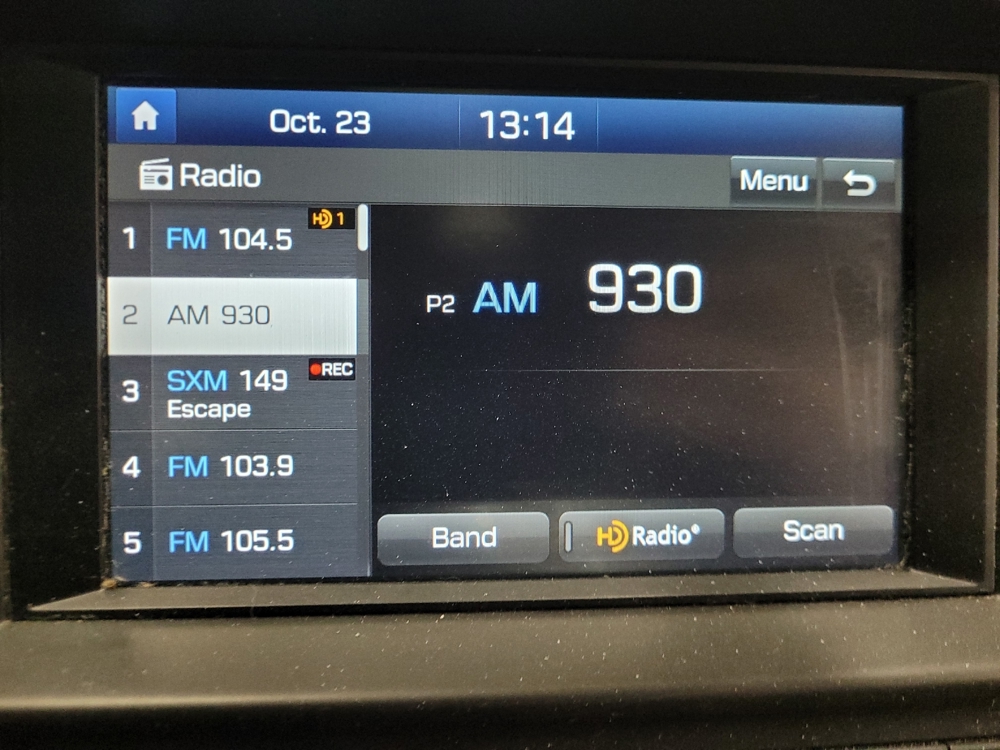 Oct. 23 13:14
Radio Menu
1 FM 104.5 HD 1
2 AM 930
3 SXM 149 REC
Escape
4 FM 103.9
5 FM 105.5
P2 AM 930
Band HD Radio® Scan